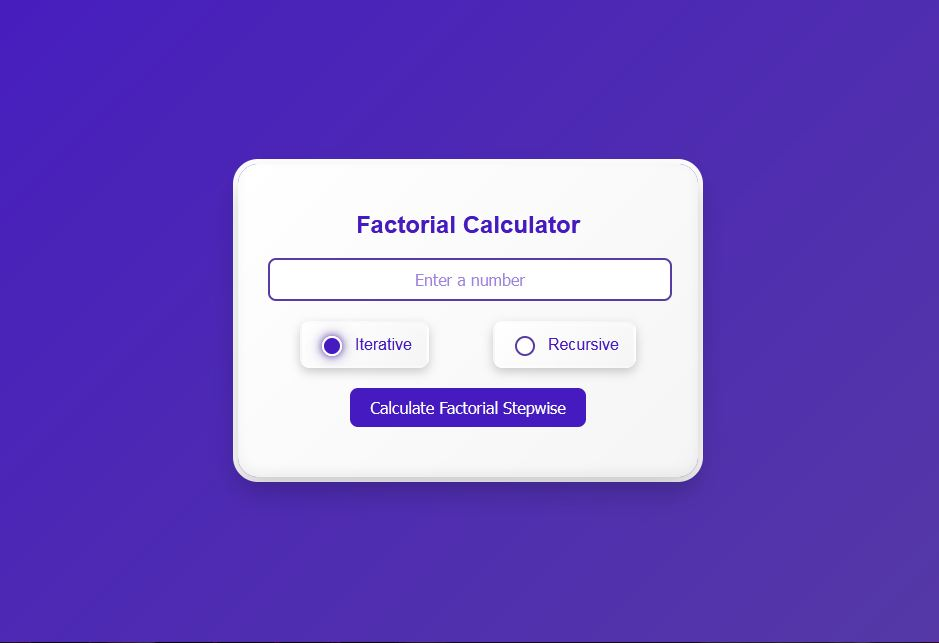 Factorial Calculator
Enter a number
Iterative Recursive
Calculate Factorial Stepwise